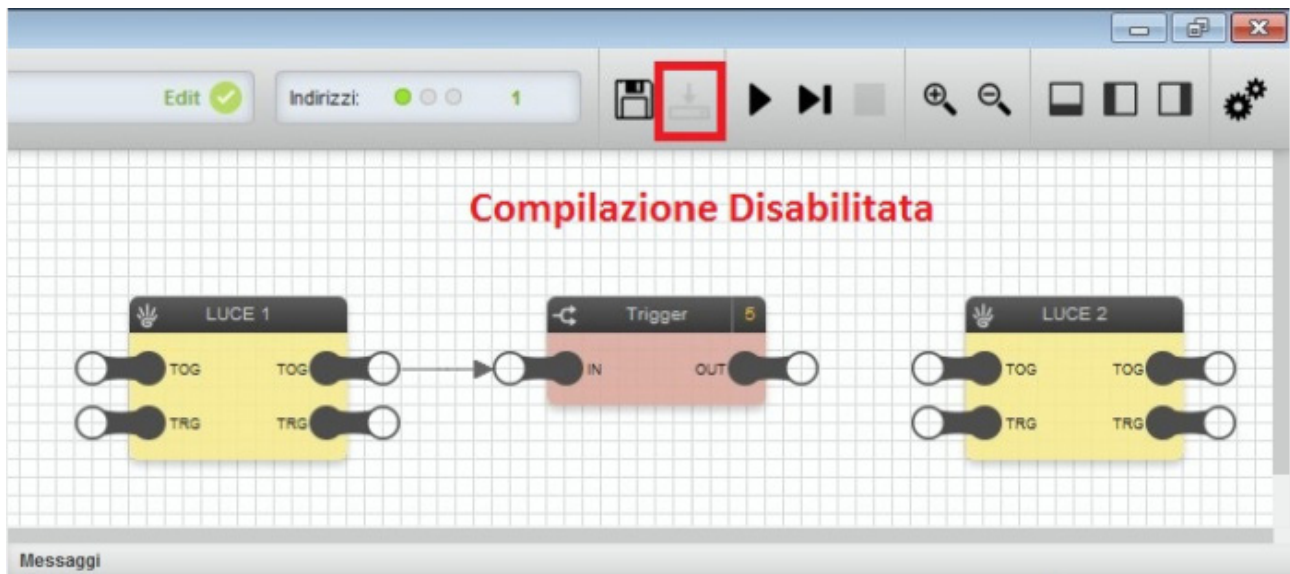 Edit Indirizzi: 1
Compilazione Disabilitata
LUCE 1 Trigger 5 LUCE 2
TOG TOG IN OUT TOG TOG
TRG TRG TRG TRG
Messaggi